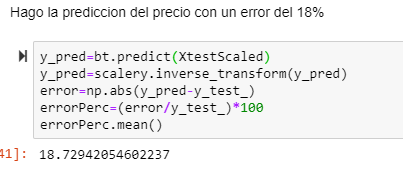 Hago la prediccion del precio con un error del 18%
y_pred=bt.predict(XtestScaled)
y_pred=scalery.inverse_transform(y_pred)
error=np.abs(y_pred-y_test_)
errorPerc=(error/y_test_)*100
errorPerc.mean()
41]: 18.72942054602237